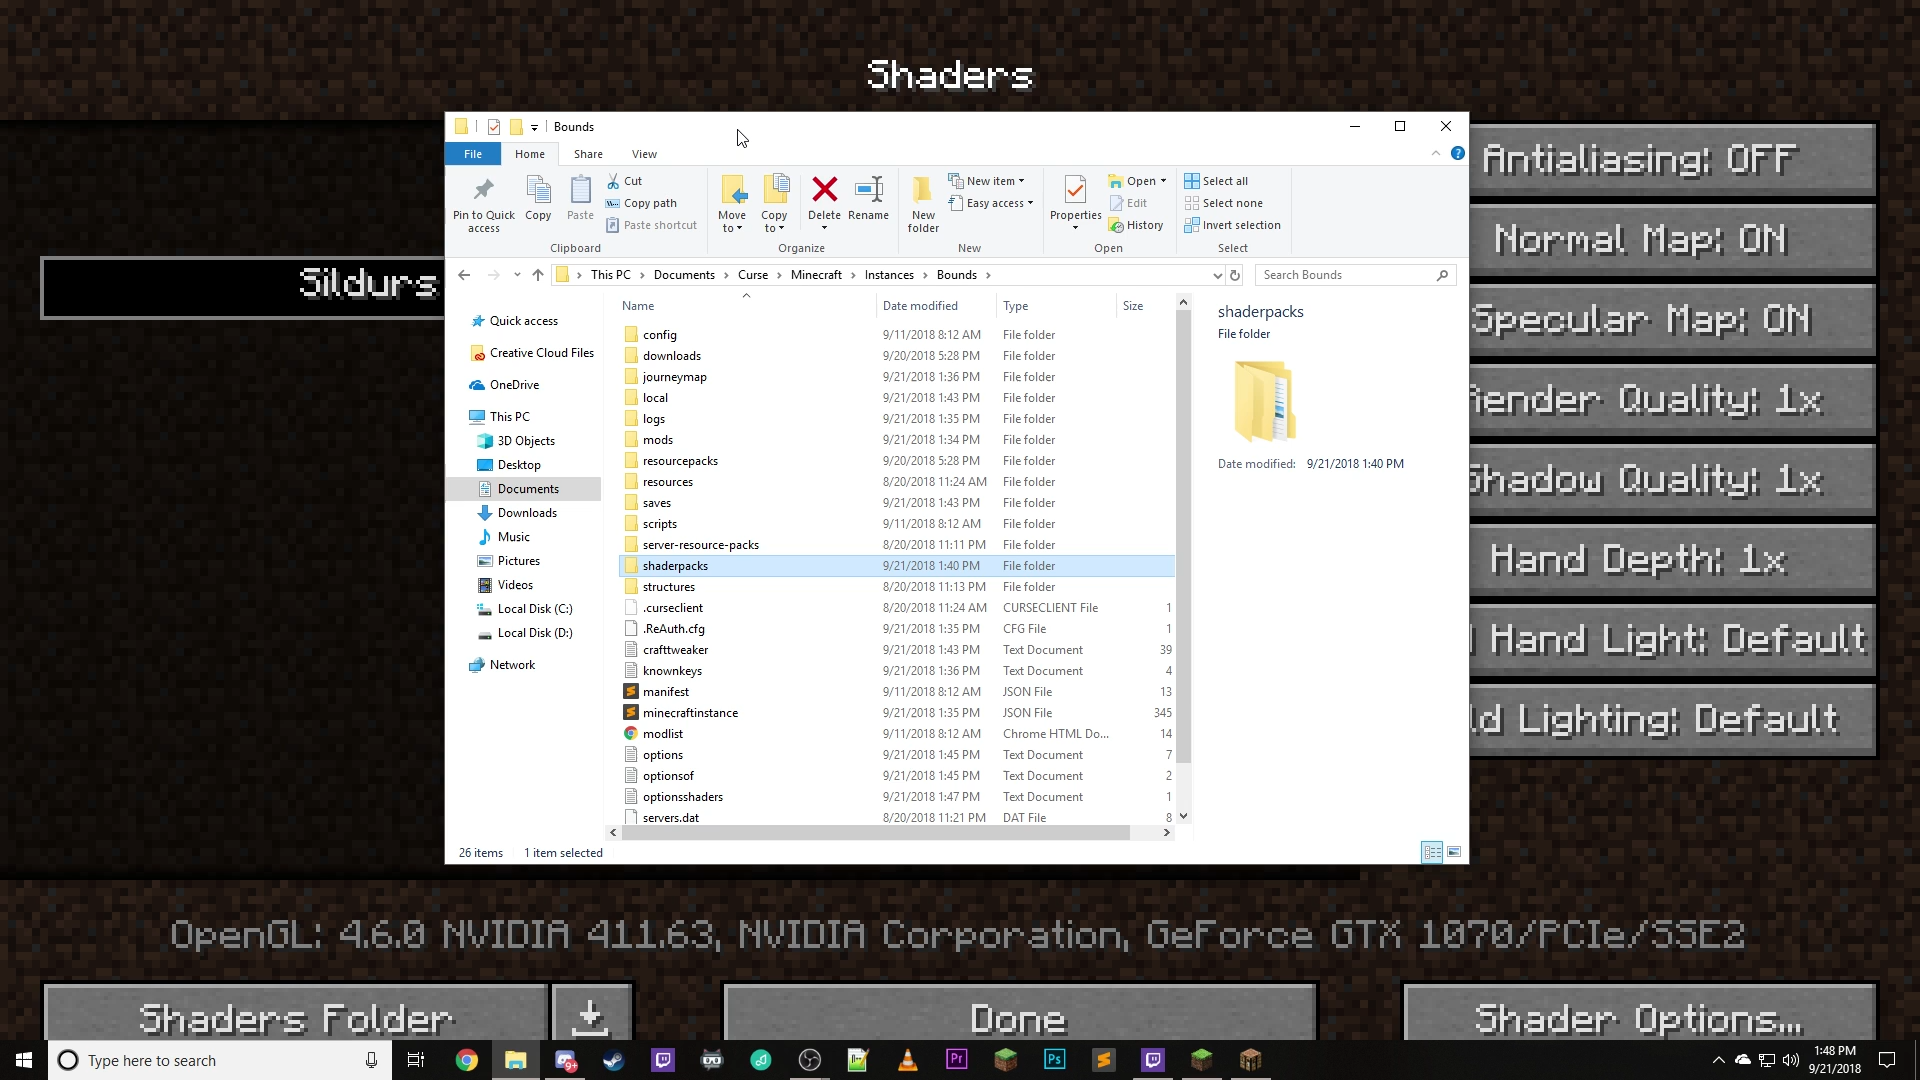 Shaders
Bounds
File Home Share View
Pin to Quick access
Copy
Paste
Cut
Copy path
Paste shortcut
Move to
Copy to
Delete
Rename
New folder
New item
Easy access
Properties
Open
Edit
History
Select all
Select none
Invert selection
Clipboard Organize New Open Select
This PC Documents Curse Minecraft Instances Bounds
Search Bounds
Name Date modified Type Size
Quick access
Creative Cloud Files
OneDrive
This PC
3D Objects
Desktop
Documents
Downloads
Music
Pictures
Videos
Local Disk (C:)
Local Disk (D:)
Network
config 9/11/2018 8:12 AM File folder
downloads 9/20/2018 5:28 PM File folder
journeymap 9/21/2018 1:36 PM File folder
local 9/21/2018 1:43 PM File folder
logs 9/21/2018 1:35 PM File folder
mods 9/21/2018 1:34 PM File folder
resourcepacks 9/20/2018 5:28 PM File folder
resources 8/20/2018 11:24 AM File folder
saves 9/21/2018 1:43 PM File folder
scripts 9/11/2018 8:12 AM File folder
server-resource-packs 8/20/2018 11:11 PM File folder
shaderpacks 9/21/2018 1:40 PM File folder
structures 8/20/2018 11:13 PM File folder
.curseclient 8/20/2018 11:24 AM CURSECLIENT File 1
.ReAuth.cfg 9/21/2018 1:35 PM CFG File 1
crafttweaker 9/21/2018 1:43 PM Text Document 39
knownkeys 9/21/2018 1:36 PM Text Document 4
manifest 9/11/2018 8:12 AM JSON File 13
minecraftinstance 9/21/2018 1:35 PM JSON File 345
modlist 9/11/2018 8:12 AM Chrome HTML Do... 14
options 9/21/2018 1:45 PM Text Document 7
optionsof 9/21/2018 1:45 PM Text Document 2
optionsshaders 9/21/2018 1:47 PM Text Document 1
servers.dat 8/20/2018 11:21 PM DAT File 8
shaderpacks
File folder
Date modified: 9/21/2018 1:40 PM
26 items 1 item selected
Sildurs
Antialiasing: OFF
Normal Map: ON
Specular Map: ON
Render Quality: 1x
Shadow Quality: 1x
Hand Depth: 1x
Hand Light: Default
ld Lighting: Default
OpenGL: 4.6.0 NVIDIA 411.63, NVIDIA Corporation, GeForce GTX 1070/PCIe/SSE2
Shaders Folder
Done
Shader Options...
Type here to search
Pr
Ps
1:48 PM
9/21/2018